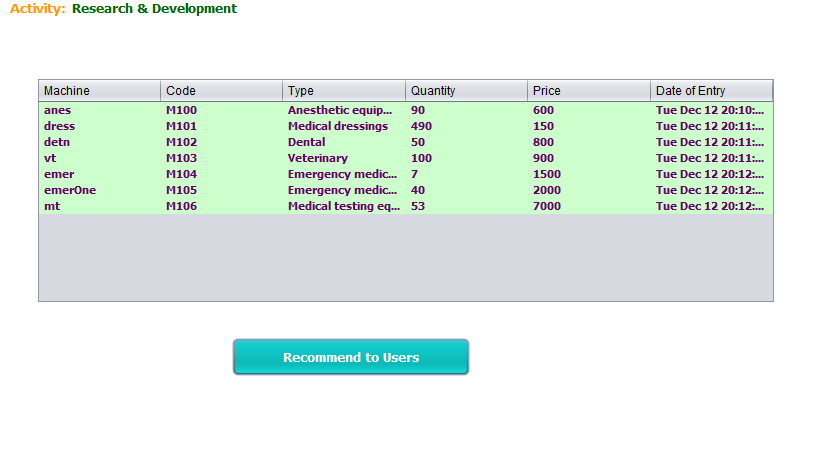 Activity: Research & Development
Machine Code Type Quantity Price Date of Entry
anes M100 Anesthetic equip... 90 600 Tue Dec 12 20:10:...
dress M101 Medical dressings 490 150 Tue Dec 12 20:11:...
detn M102 Dental 50 800 Tue Dec 12 20:11:...
vt M103 Veterinary 100 900 Tue Dec 12 20:11:...
emer M104 Emergency medic... 7 1500 Tue Dec 12 20:12:...
emerOne M105 Emergency medic... 40 2000 Tue Dec 12 20:12:...
mt M106 Medical testing eq... 53 7000 Tue Dec 12 20:12:...
Recommend to Users